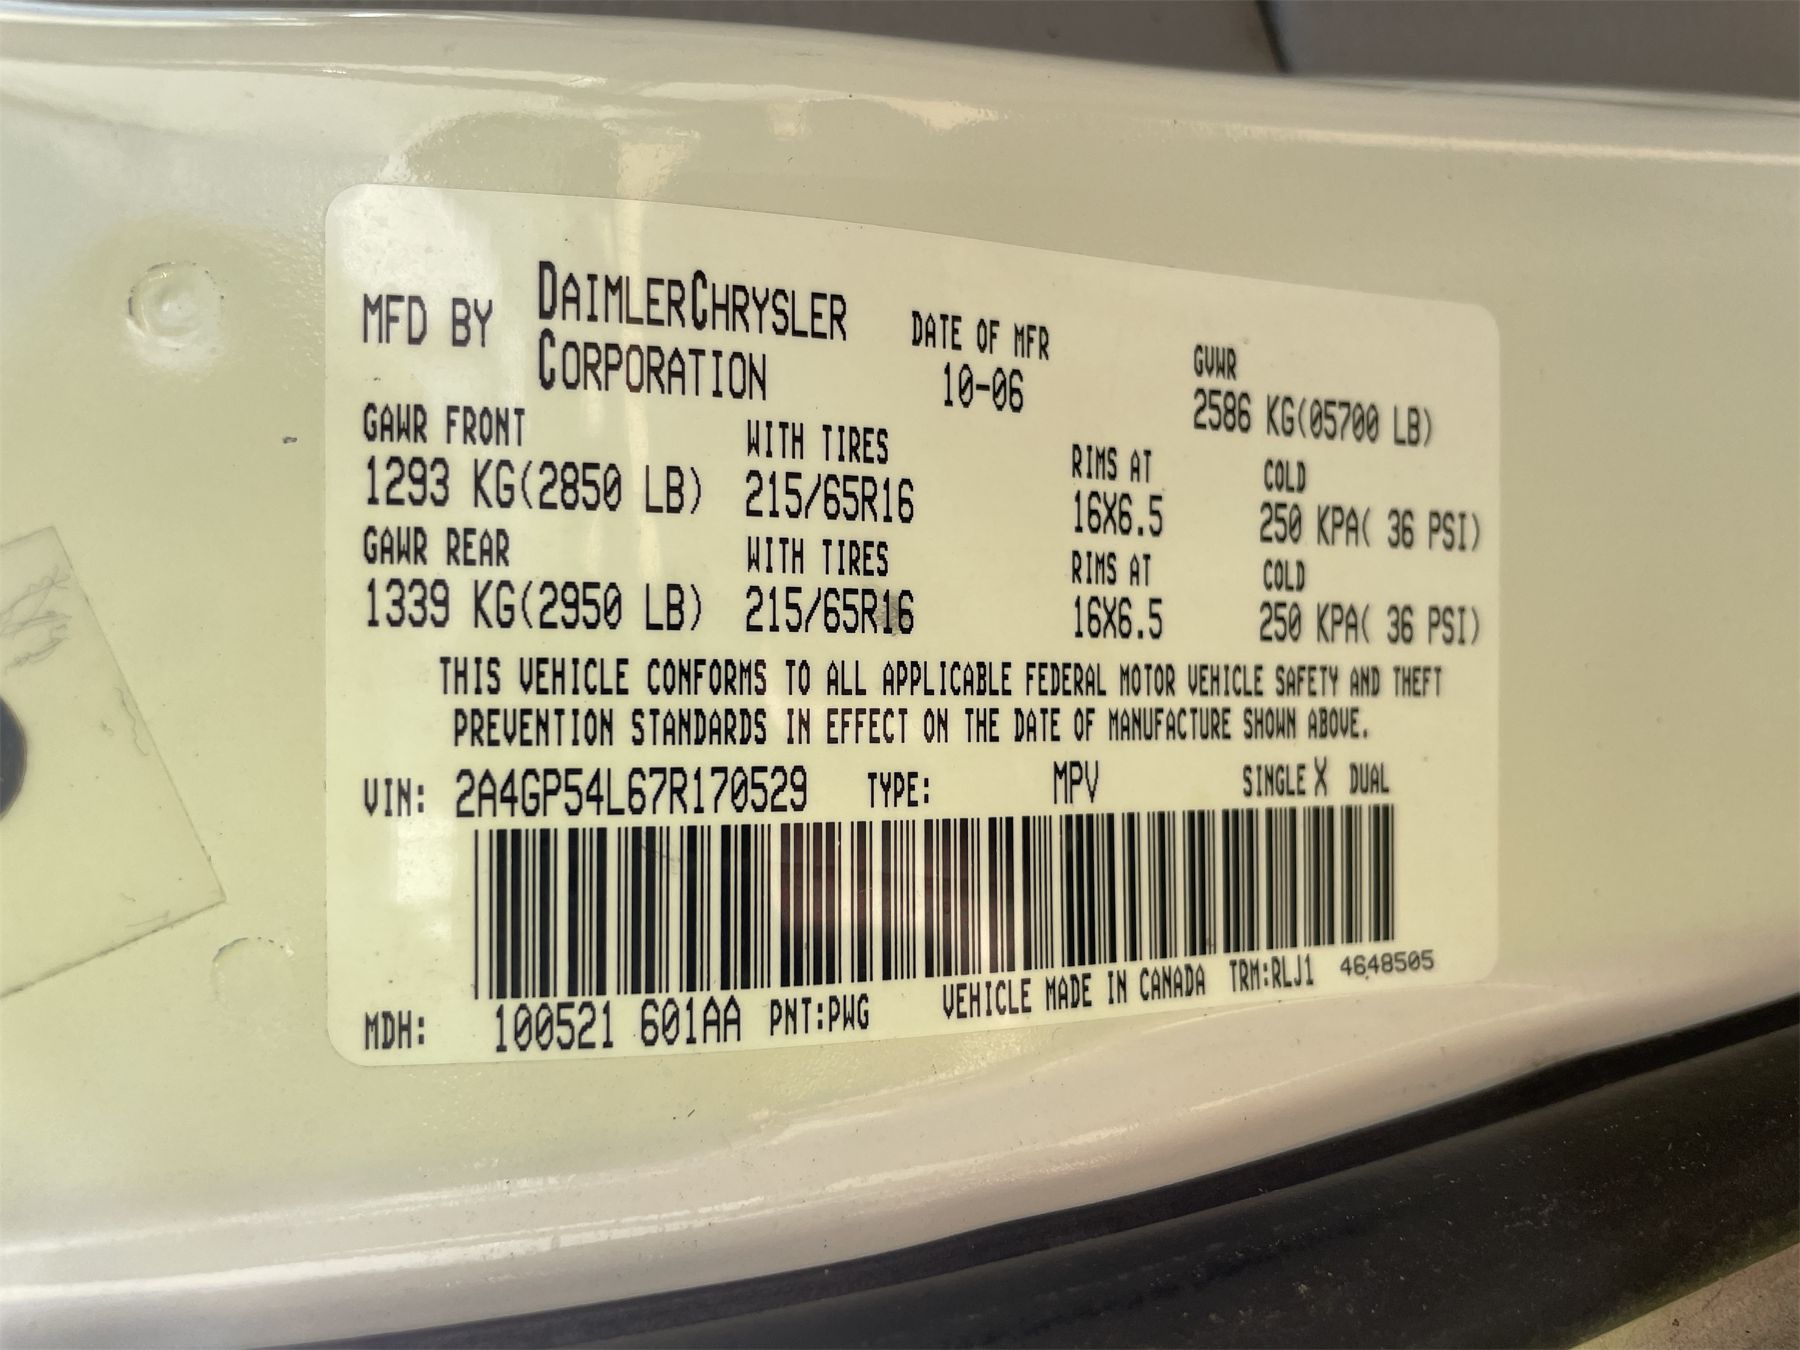 MFD BY DAIMLERCHRYSLER CORPORATION DATE OF MFR 10-06 GVWR 2586 KG(05700 LB)
GAWR FRONT WITH TIRES RIMS AT COLD
1293 KG(2850 LB) 215/65R16 16X6.5 250 KPA( 36 PSI)
GAWR REAR WITH TIRES RIMS AT COLD
1339 KG(2950 LB) 215/65R16 16X6.5 250 KPA( 36 PSI)
THIS VEHICLE CONFORMS TO ALL APPLICABLE FEDERAL MOTOR VEHICLE SAFETY AND THEFT
PREVENTION STANDARDS IN EFFECT ON THE DATE OF MANUFACTURE SHOWN ABOVE.
VIN: 2A4GP54L67R170529 TYPE: MPV SINGLE X DUAL
MDH: 100521 601AA PNT:PWG VEHICLE MADE IN CANADA TRM:RLJ1 4648505